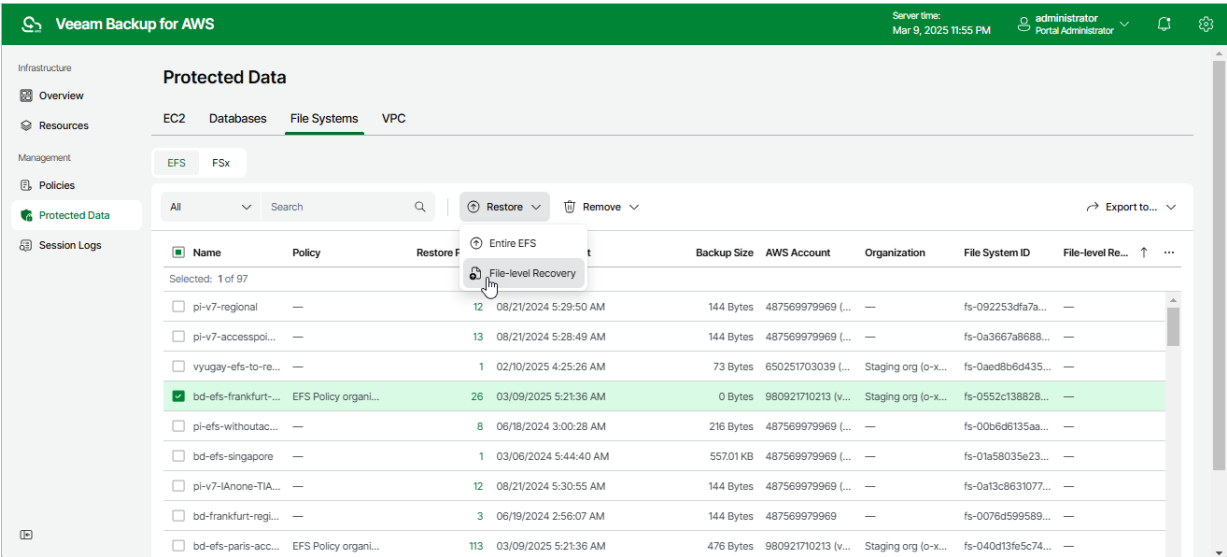 Veeam Backup for AWS
Server time:
Mar 9, 2025 11:55 PM
administrator
Portal Administrator
Infrastructure
Overview
Resources
Management
Policies
Protected Data
Session Logs
Protected Data
EC2 Databases File Systems VPC
EFS FSx
All Search Restore Remove Export to...
Entire EFS
File-level Recovery
Name Policy Restore P t Backup Size AWS Account Organization File System ID File-level Re...
Selected: 1 of 97
pi-v7-regional — 12 08/21/2024 5:29:50 AM 144 Bytes 487569979969 (... — fs-092253dfa7a... —
pi-v7-accesspoi... — 13 08/21/2024 5:28:49 AM 144 Bytes 487569979969 (... — fs-0a3667a8688... —
vyugay-efs-to-re... — 1 02/10/2025 4:25:26 AM 73 Bytes 650251703039 (... Staging org (o-x... fs-0aed8b6d435... —
bd-efs-frankfurt-... EFS Policy organi... 26 03/09/2025 5:21:36 AM 0 Bytes 980921710213 (v... Staging org (o-x... fs-0552c138828... —
pi-efs-withoutac... — 8 06/18/2024 3:00:28 AM 216 Bytes 487569979969 (... — fs-00b6d6135aa... —
bd-efs-singapore — 1 03/06/2024 5:44:40 AM 557.01 KB 487569979969 (... — fs-01a58035e23... —
pi-v7-IAnone-TIA... — 12 08/21/2024 5:30:55 AM 144 Bytes 487569979969 (... — fs-0a13c8631077... —
bd-frankfurt-regi... — 3 06/19/2024 2:56:07 AM 144 Bytes 487569979969 — fs-0076d599589... —
bd-efs-paris-acc... EFS Policy organi... 113 03/09/2025 5:21:36 AM 476 Bytes 980921710213 (v... Staging org (o-x... fs-040d13fe5c74... —